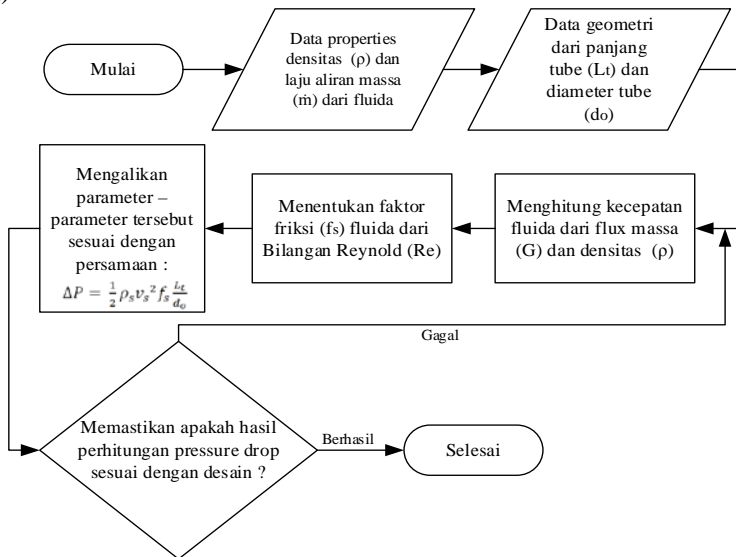 )
Mulai
Data properties
densitas (ρ) dan
laju aliran massa
(ṁ) dari fluida
Data geometri
dari panjang
tube (Lt) dan
diameter tube
(do)
Mengalikan
parameter –
parameter tersebut
sesuai dengan
persamaan :
ΔP = ½ ρₛvₛ² fₛ Lₜ/dₒ
Menentukan faktor
friksi (fs) fluida dari
Bilangan Reynold (Re)
Menghitung kecepatan
fluida dari flux massa
(G) dan densitas (ρ)
Gagal
Memastikan apakah hasil
perhitungan pressure drop
sesuai dengan desain ?
Berhasil
Selesai